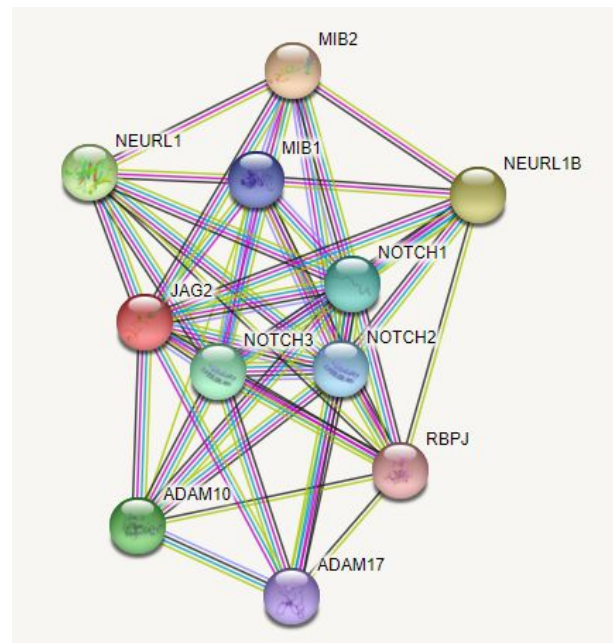 MIB2
NEURL1
MIB1
NEURL1B
NOTCH1
JAG2
NOTCH3
NOTCH2
RBPJ
ADAM10
ADAM17